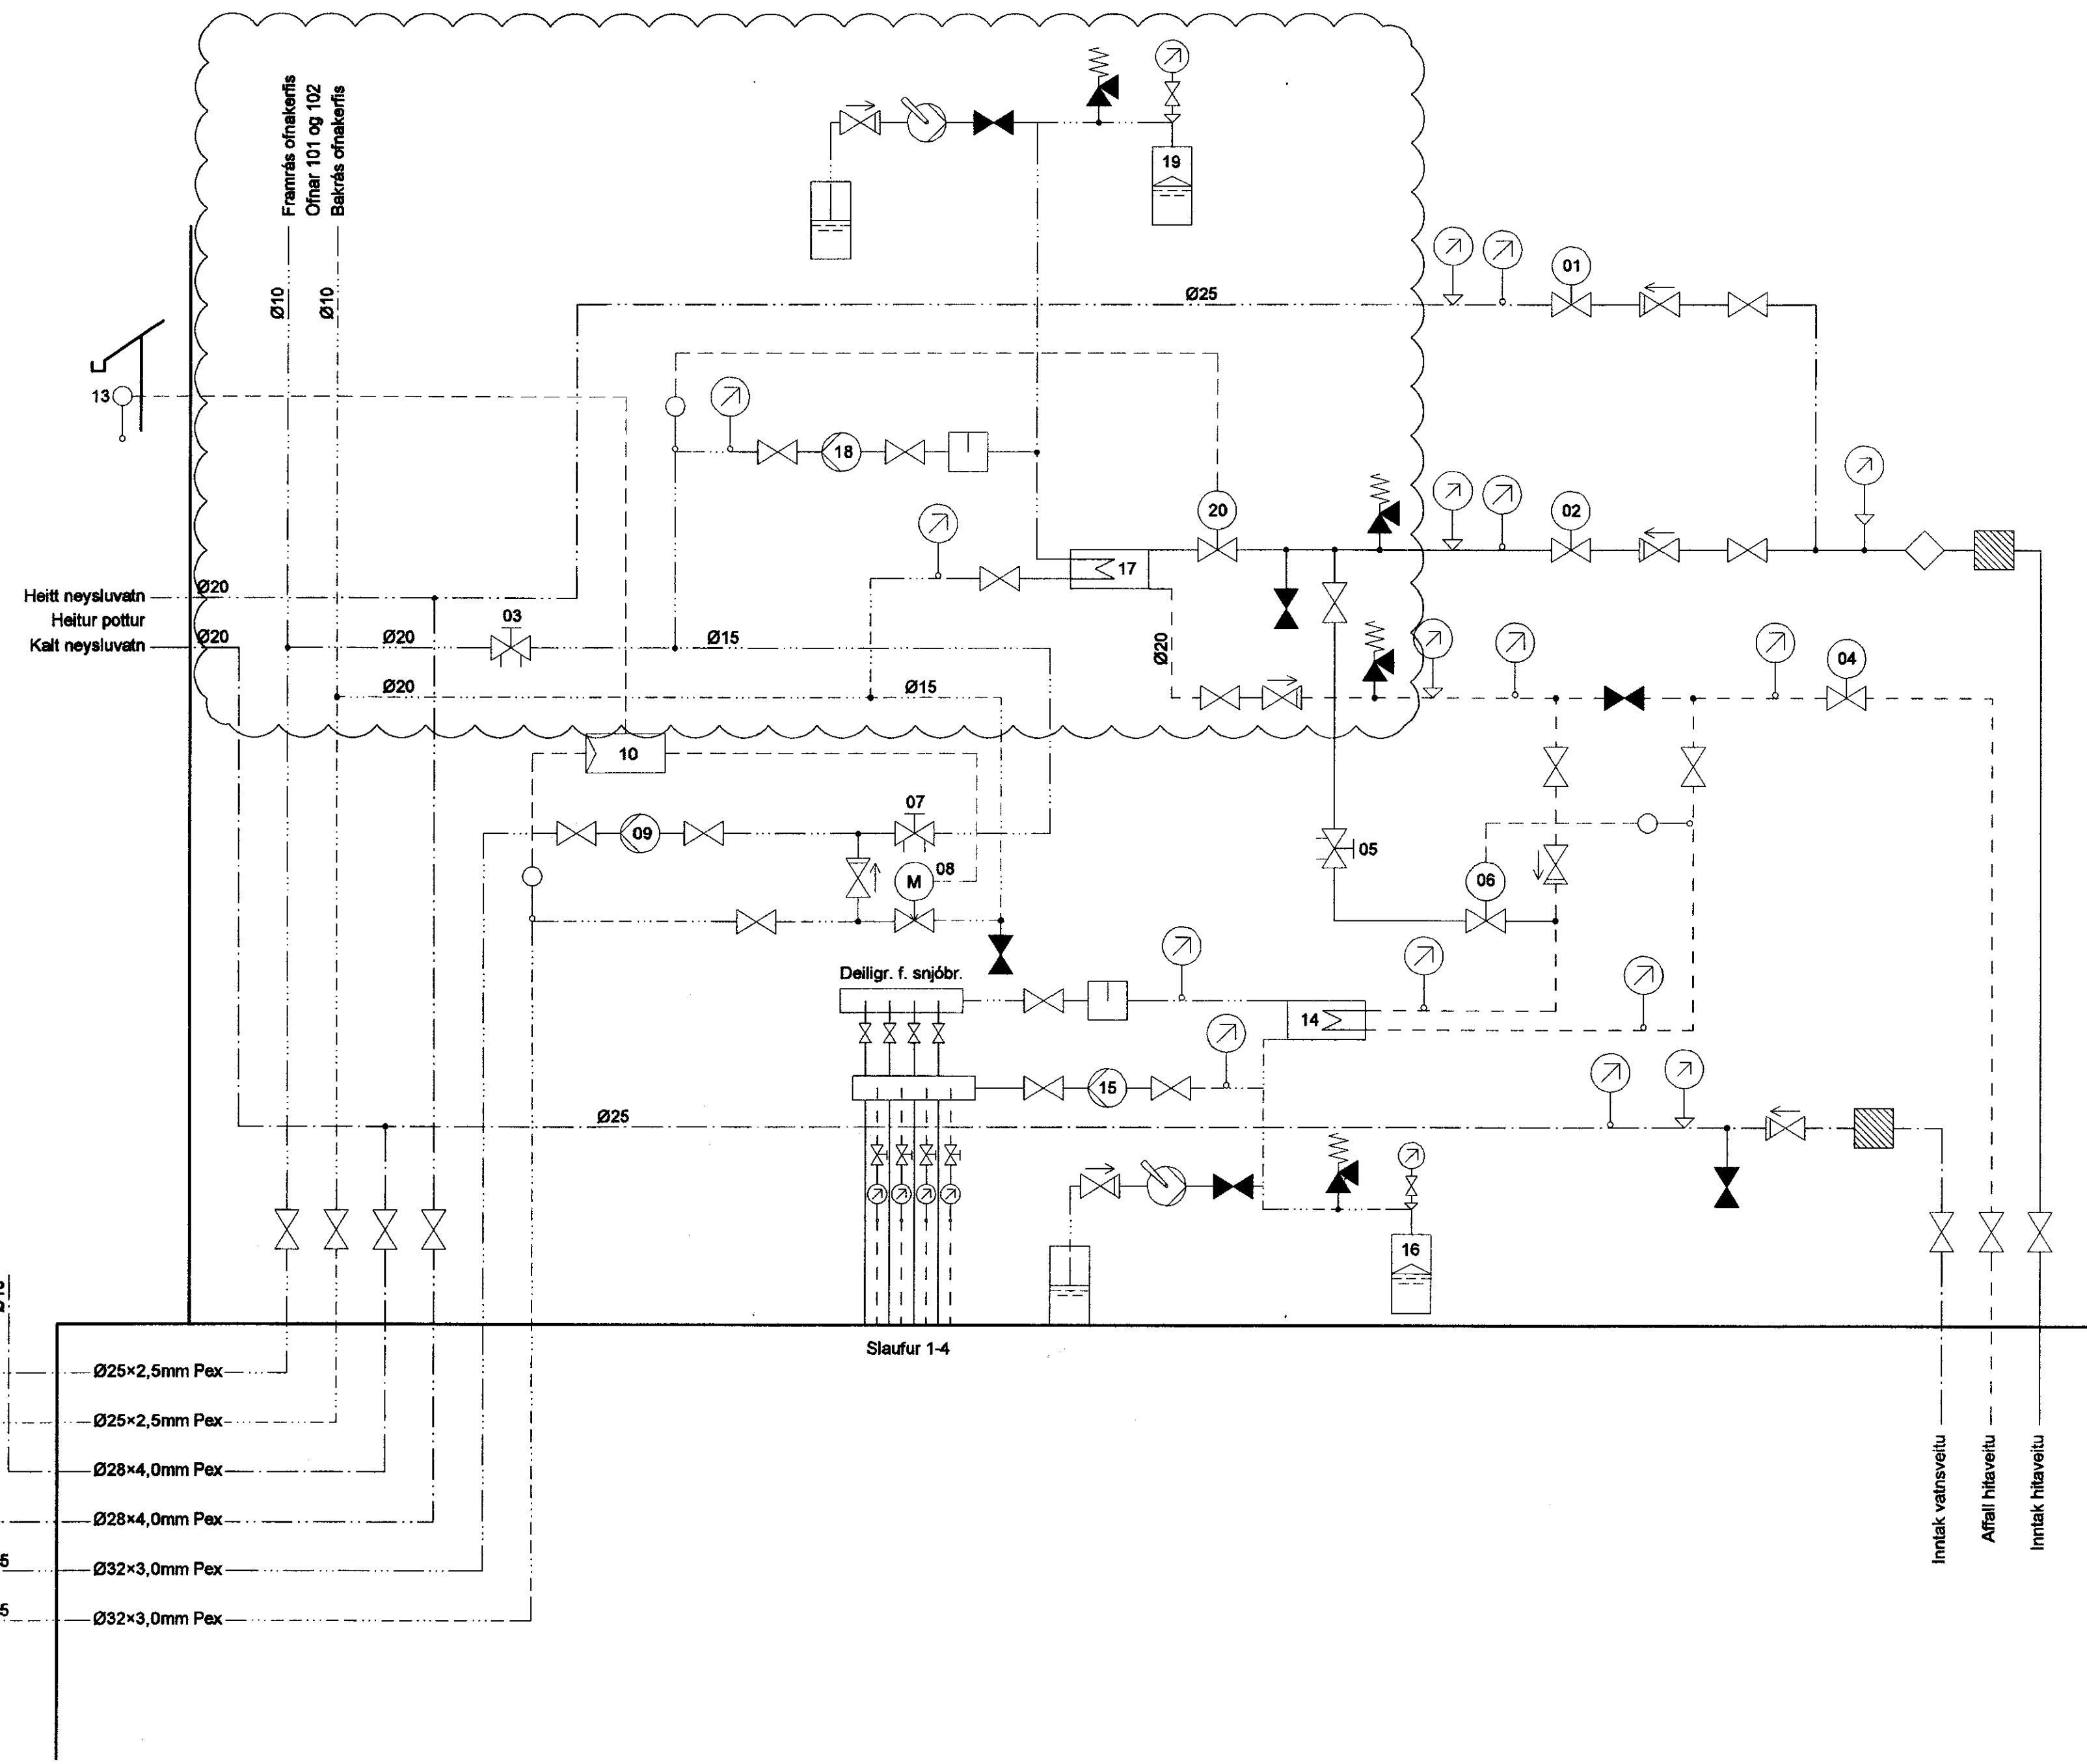 Framrás ofnakerfis
Ofnar 101 og 102
Bakrás ofnakerfis
Ø10
Ø10
19
Ø25
01
13
18
20
02
17
Heitt neysluvatn
Ø20
Heitur pottur
Kalt neysluvatn
Ø20
03
Ø20
Ø15
Ø20
Ø15
Ø20
04
10
07
09
08
M
05
06
Deiligr. f. snjóbr.
14
15
Ø25
16
Slaufur 1-4
Ø25×2,5mm Pex
Ø25×2,5mm Pex
Ø28×4,0mm Pex
Ø28×4,0mm Pex
5
Ø32×3,0mm Pex
5
Ø32×3,0mm Pex
Inntak vatnsveitu
Affall hitaveitu
Inntak hitaveitu